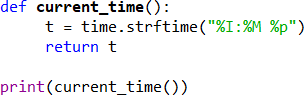 def current_time():
    t = time.strftime("%I:%M %p")
    return t
print(current_time())